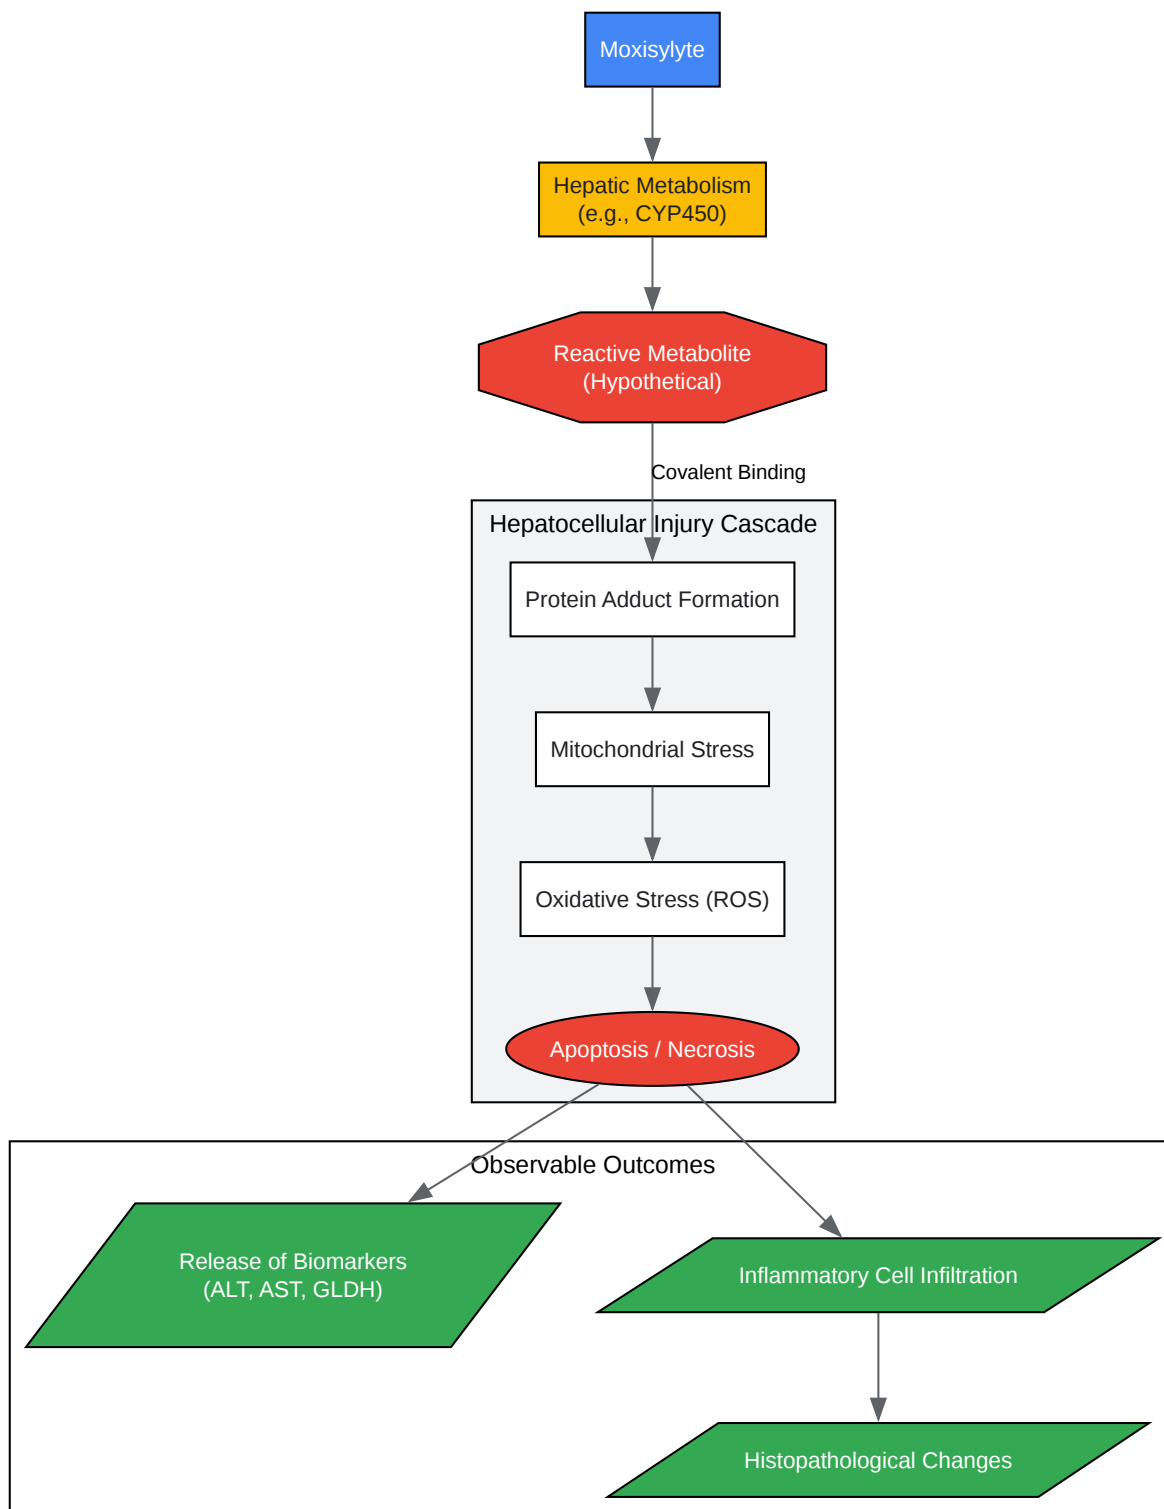 Moxisylyte
Hepatic Metabolism
(e.g., CYP450)
Reactive Metabolite
(Hypothetical)
Covalent Binding
Hepatocellular Injury Cascade
Protein Adduct Formation
Mitochondrial Stress
Oxidative Stress (ROS)
Apoptosis / Necrosis
Observable Outcomes
Release of Biomarkers
(ALT, AST, GLDH)
Inflammatory Cell Infiltration
Histopathological Changes